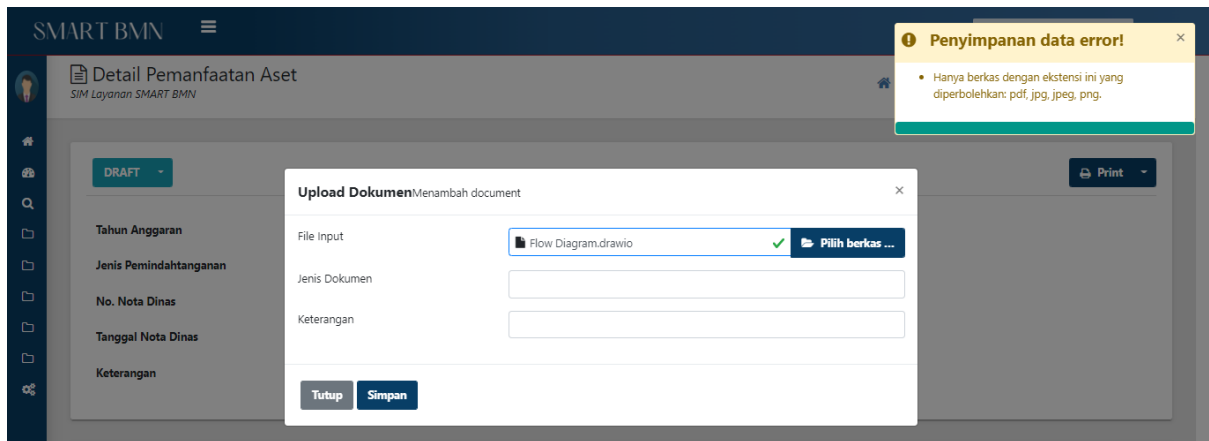 SMART BMN
Penyimpanan data error!
×
Hanya berkas dengan ekstensi ini yang
diperbolehkan: pdf, jpg, jpeg, png.
Detail Pemanfaatan Aset
SIM Layanan SMART BMN
DRAFT
Print
Upload DokumenMenambah document
×
Tahun Anggaran
File Input
Flow Diagram.drawio
Pilih berkas ...
Jenis Pemindahtanganan
Jenis Dokumen
No. Nota Dinas
Keterangan
Tanggal Nota Dinas
Keterangan
Tutup
Simpan